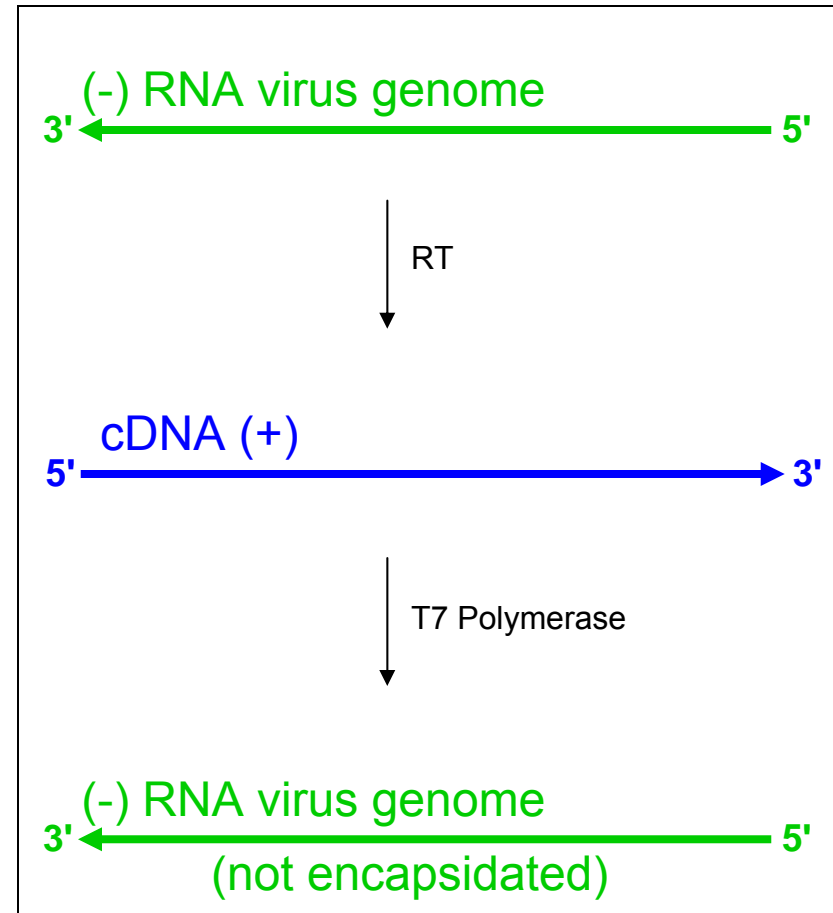 (-) RNA virus genome
3' 5'
RT
cDNA (+)
5' 3'
T7 Polymerase
(-) RNA virus genome
3' 5'
(not encapsidated)